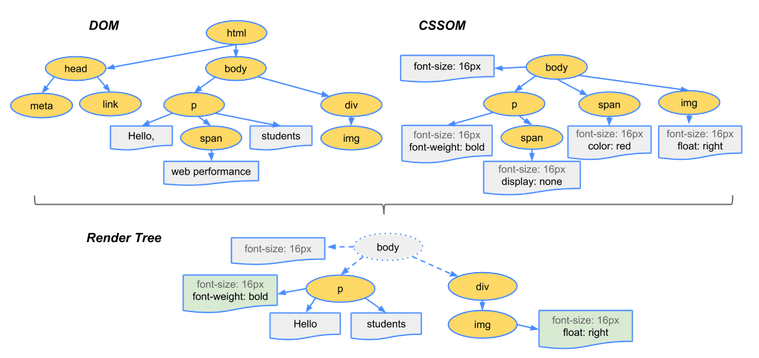 DOM
html
head
body
meta
link
p
div
Hello,
span
students
img
web performance
CSSOM
font-size: 16px
body
p
span
img
font-size: 16px
font-weight: bold
span
font-size: 16px
color: red
font-size: 16px
float: right
font-size: 16px
display: none
Render Tree
font-size: 16px
body
font-size: 16px
font-weight: bold
p
div
Hello
students
img
font-size: 16px
float: right